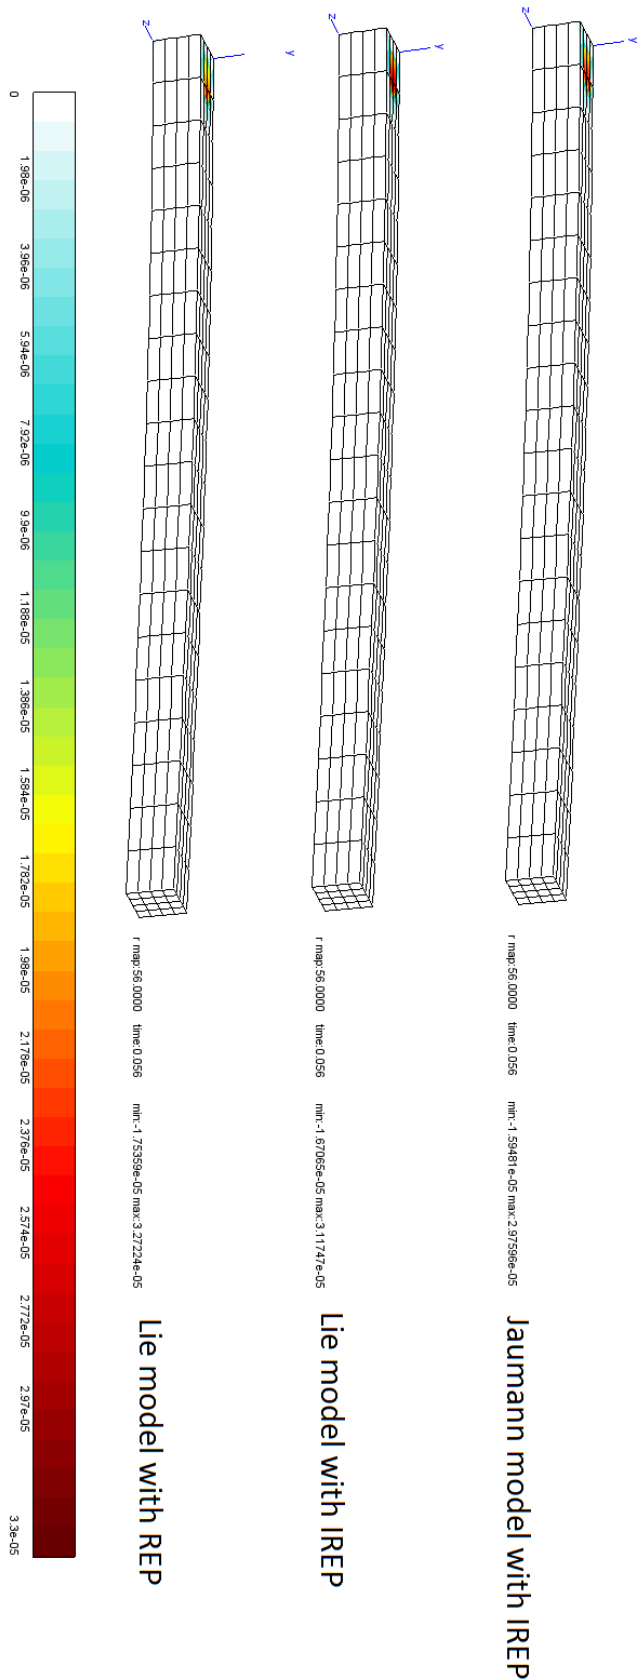 y
z
r map:56.0000 time:0.056 min:-1.59481e-05 max:2.97596e-05
Jaumann model with IREP
y
z
r map:56.0000 time:0.056 min:-1.67065e-05 max:3.11747e-05
Lie model with IREP
y
z
r map:56.0000 time:0.056 min:-1.75359e-05 max:3.27224e-05
Lie model with REP
0 1.98e-06 3.96e-06 5.94e-06 7.92e-06 9.9e-06 1.188e-05 1.386e-05 1.584e-05 1.782e-05 1.98e-05 2.178e-05 2.376e-05 2.574e-05 2.772e-05 2.97e-05 3.3e-05